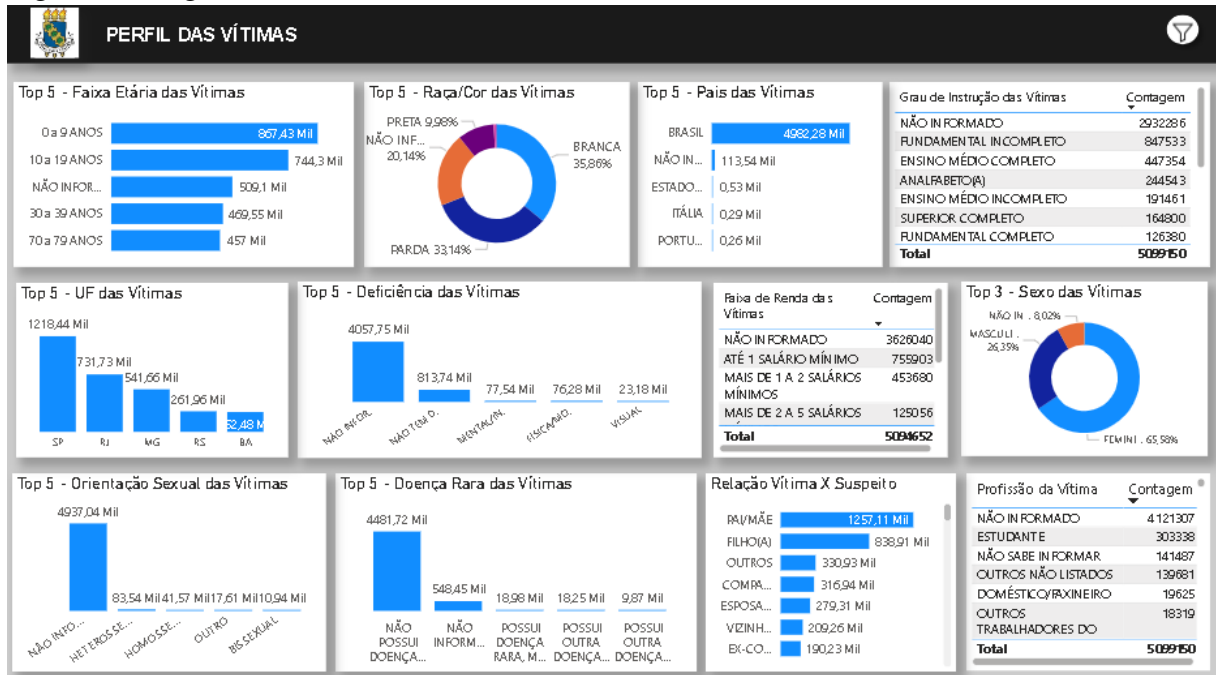 PERFIL DAS VÍTIMAS
Top 5 - Faixa Etária das Vítimas
0 a 9 ANOS
867,43 Mil
10 a 19 ANOS
744,3 Mil
NÃO INFOR...
509,1 Mil
30 a 39 ANOS
469,55 Mil
70 a 79 ANOS
457 Mil
Top 5 - Raça/Cor das Vítimas
PRETA 9,98%
NÃO INF...
20,14%
BRANCA
35,86%
PARDA 33,14%
Top 5 - Pais das Vítimas
BRASIL
4982,28 Mil
NÃO IN...
113,54 Mil
ESTADO...
0,53 Mil
ITÁLIA
0,29 Mil
PORTU...
0,26 Mil
Grau de Instrução das Vítimas Contagem
NÃO INFORMADO 2932286
FUNDAMENTAL INCOMPLETO 847533
ENSINO MÉDIO COMPLETO 447354
ANALFABETO(A) 244543
ENSINO MÉDIO INCOMPLETO 191461
SUPERIOR COMPLETO 164800
FUNDAMENTAL COMPLETO 126380
Total 5099150
Top 5 - UF das Vítimas
1218,44 Mil
731,73 Mil
541,66 Mil
261,96 Mil
52,48 M
SP RJ MG RS BA
Top 5 - Deficiência das Vítimas
4057,75 Mil
813,74 Mil
77,54 Mil
76,28 Mil
23,18 Mil
NÃO INFOR.
NÃO TEM D.
MENTAL/IN.
FÍSICA/MO.
VISUAL
Faixa de Renda das
Vítimas
Contagem
NÃO INFORMADO 3626040
ATÉ 1 SALÁRIO MÍNIMO 755903
MAIS DE 1 A 2 SALÁRIOS 453680
MÍNIMOS
MAIS DE 2 A 5 SALÁRIOS 125056
Total 5094652
Top 3 - Sexo das Vítimas
NÃO IN . 8,02%
MASCULI .
26,35%
FEMINI . 65,58%
Top 5 - Orientação Sexual das Vítimas
4937,04 Mil
83,54 Mil
41,57 Mil
17,61 Mil
10,94 Mil
NÃO INFO...
HETEROSSE...
HOMOSSE...
OUTRO
BISSEXUAL
Top 5 - Doença Rara das Vítimas
4481,72 Mil
548,45 Mil
18,98 Mil
18,25 Mil
9,87 Mil
NÃO NÃO POSSUI POSSUI POSSUI
POSSUI INFORM... DOENÇA OUTRA OUTRA
DOENÇA... RARA, M... DOENÇA... DOENÇA...
Relação Vítima X Suspeito
PAI/MÃE
1257,11 Mil
FILHO(A)
838,91 Mil
OUTROS
330,93 Mil
COMPA...
316,94 Mil
ESPOSA...
279,31 Mil
VIZINH...
209,26 Mil
EX-CO...
190,23 Mil
Profissão da Vítima Contagem
NÃO INFORMADO 4121307
ESTUDANTE 303338
NÃO SABE INFORMAR 141487
OUTROS NÃO LISTADOS 139681
DOMÉSTICO/FAXINEIRO 19625
OUTROS 18319
TRABALHADORES DO
Total 5099150